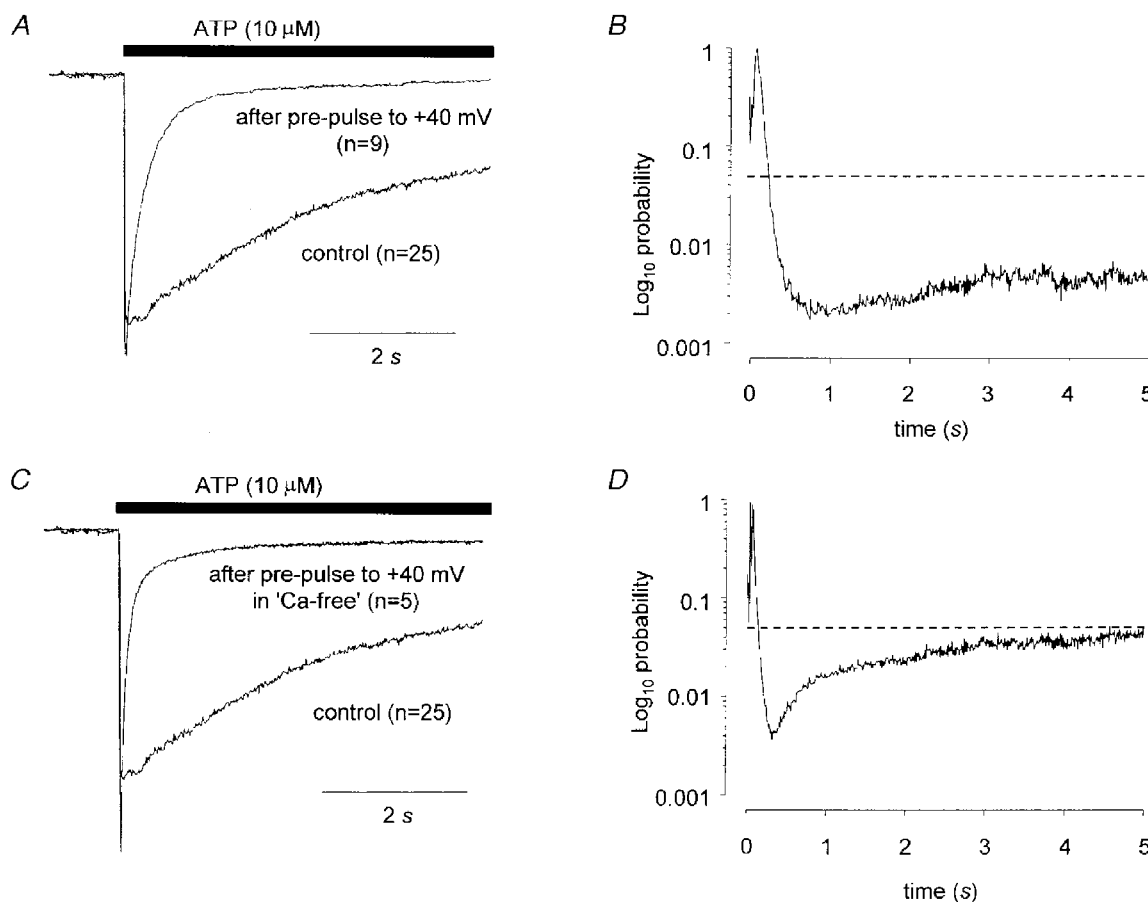 A
ATP (10 μM)
after pre-pulse to +40 mV
(n=9)
control (n=25)
2 s
B
Log10 probability
1
0.1
0.01
0.001
0 1 2 3 4 5
time (s)
C
ATP (10 μM)
after pre-pulse to +40 mV
in 'Ca-free' (n=5)
control (n=25)
2 s
D
Log10 probability
1
0.1
0.01
0.001
0 1 2 3 4 5
time (s)